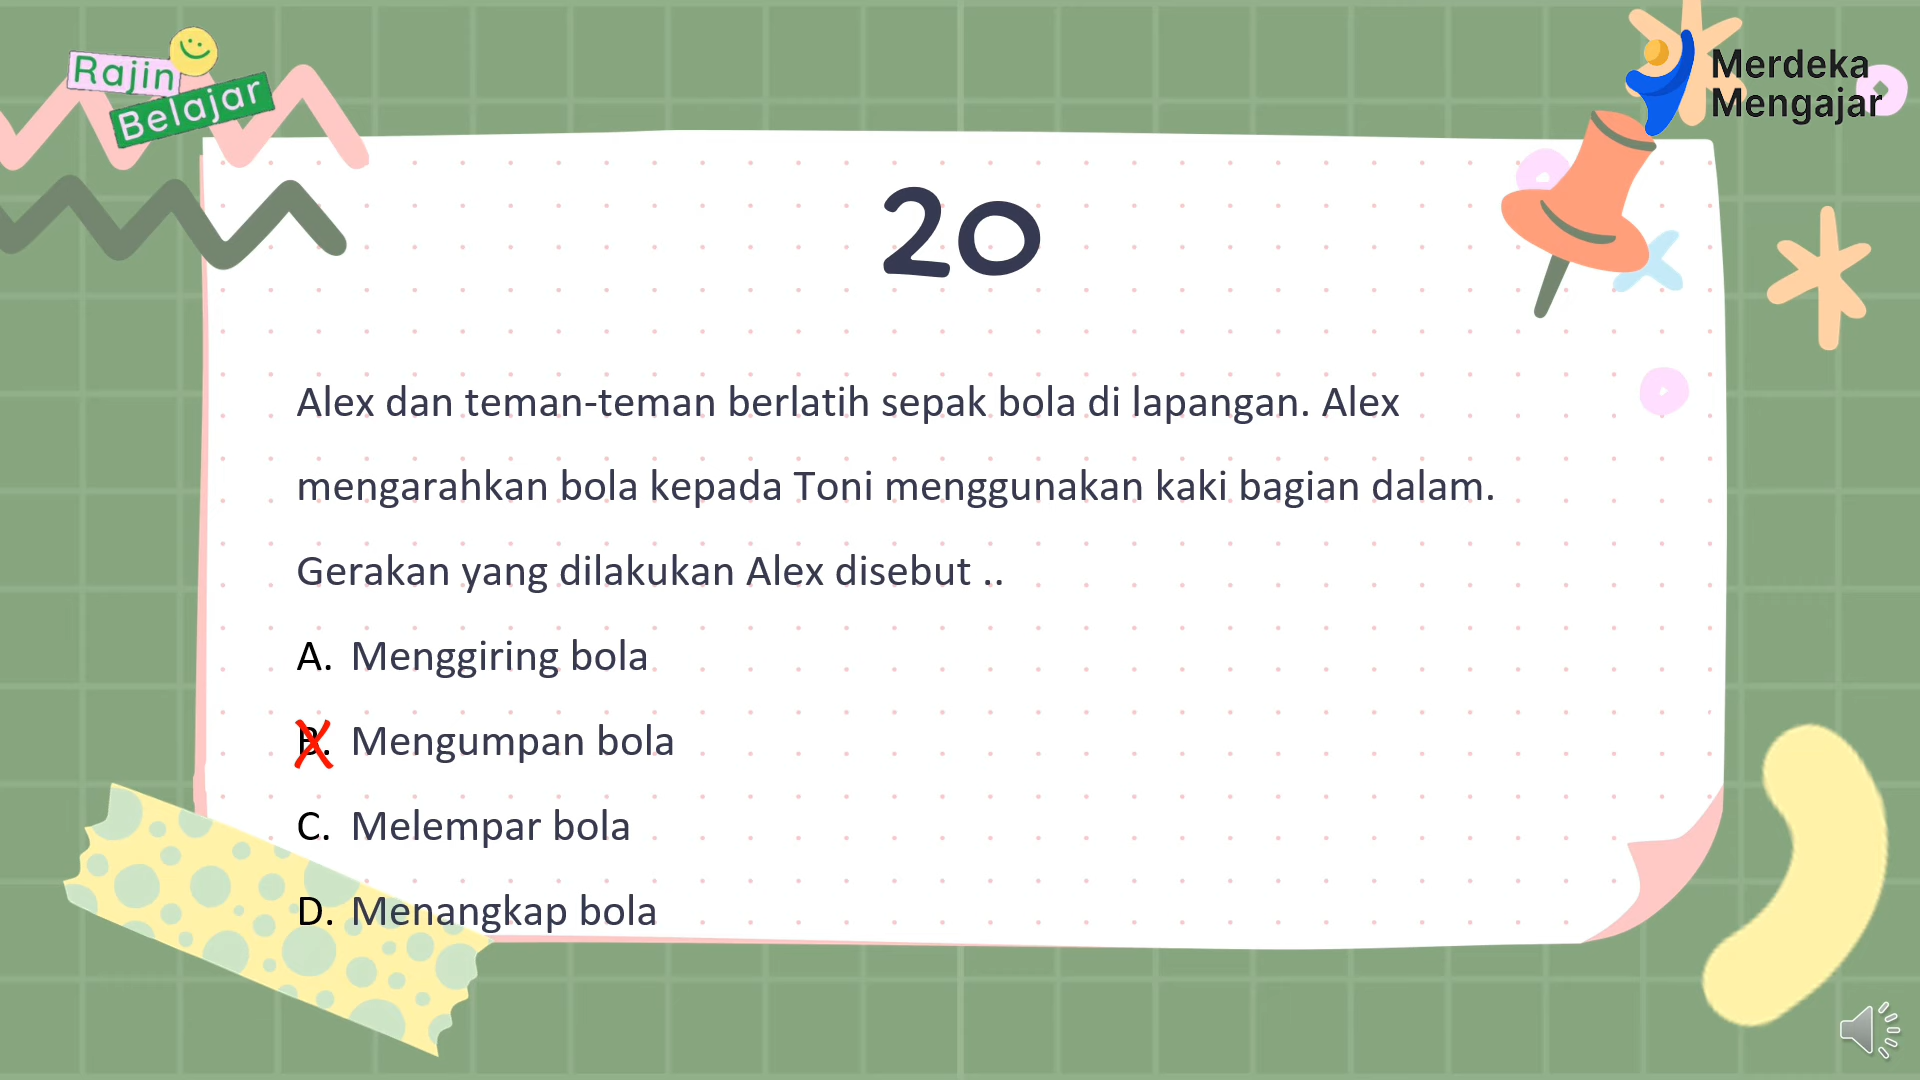 Rajin
Belajar
Merdeka
Mengajar
20
Alex dan teman-teman berlatih sepak bola di lapangan. Alex
mengarahkan bola kepada Toni menggunakan kaki bagian dalam.
Gerakan yang dilakukan Alex disebut ..
A. Menggiring bola
B. Mengumpan bola
C. Melempar bola
D. Menangkap bola